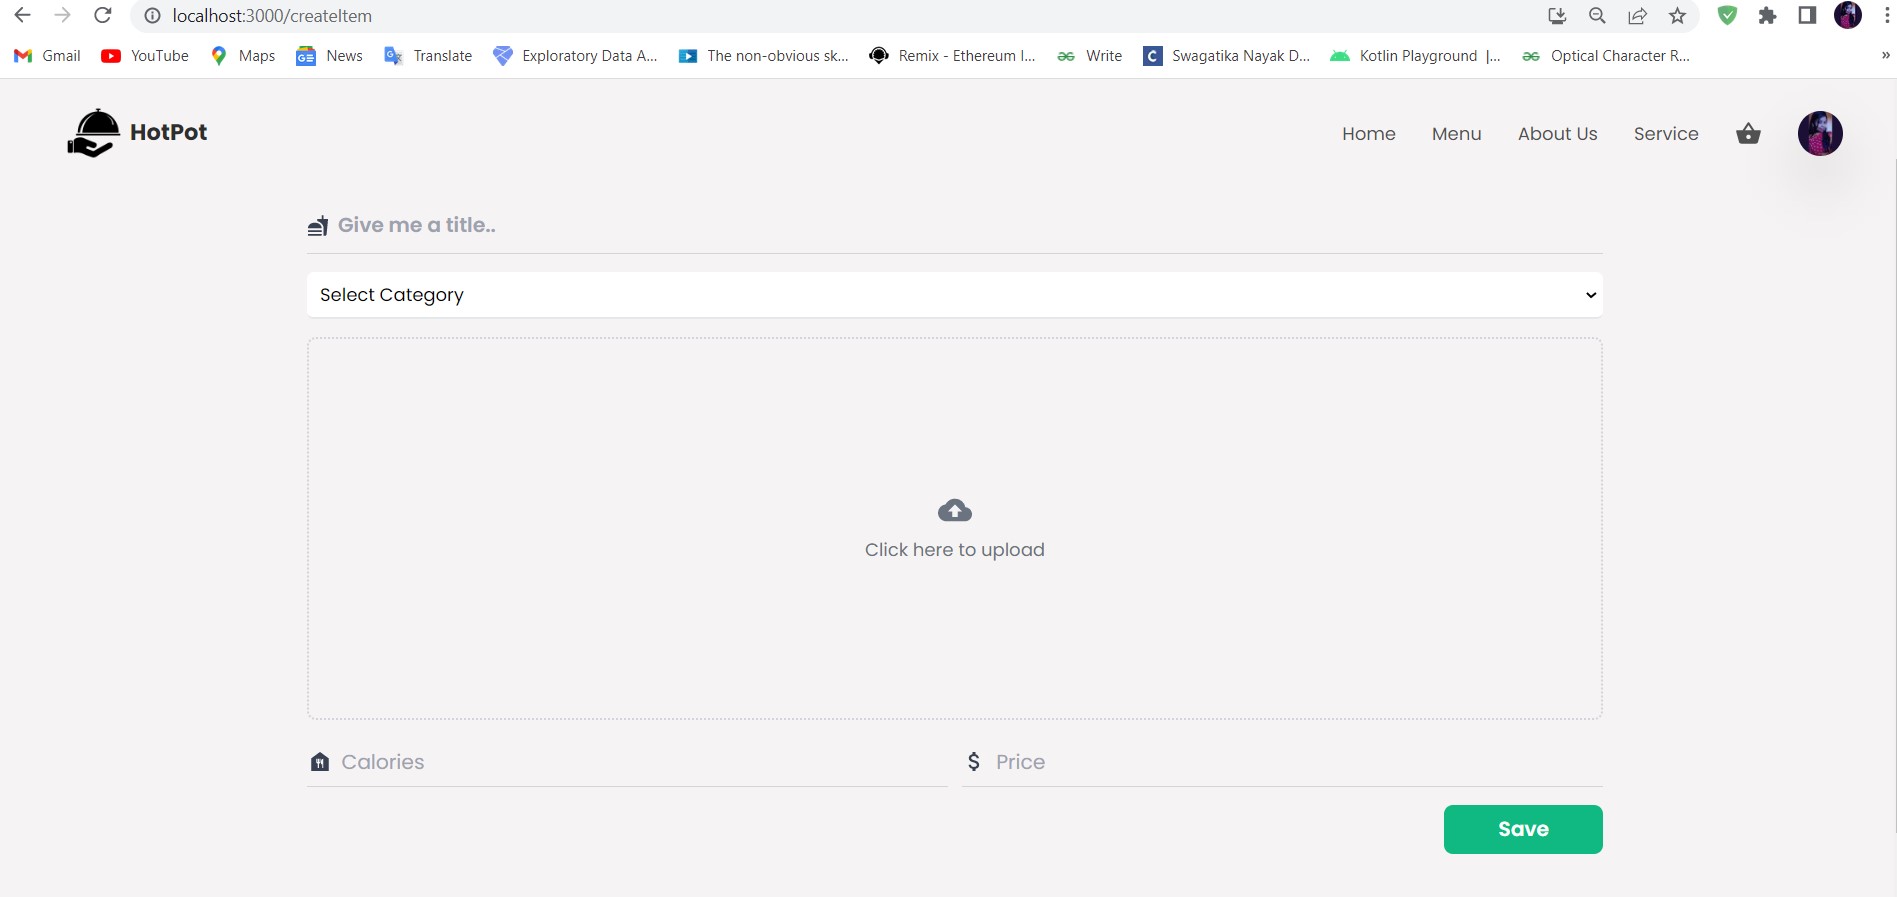 localhost:3000/createItem
Gmail YouTube Maps News Translate Exploratory Data A... The non-obvious sk... Remix - Ethereum I... Write Swagatika Nayak D... Kotlin Playground |... Optical Character R... »
HotPot Home Menu About Us Service
Give me a title..
Select Category
Click here to upload
Calories $ Price
Save